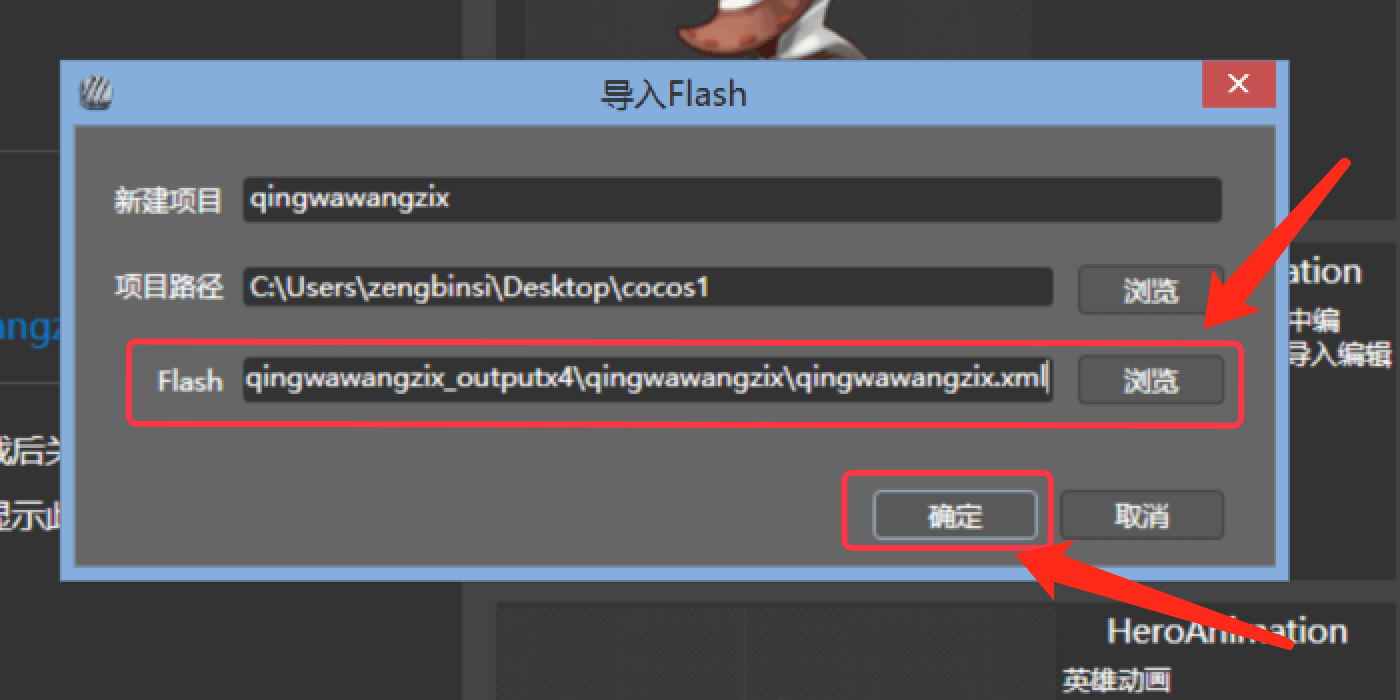 导入Flash
新建项目 qingwawangzix
项目路径 C:\Users\zengbinsi\Desktop\cocos1 浏览
Flash qingwawangzix_outputx4\qingwawangzix\qingwawangzix.xml 浏览
确定 取消
ation
中编
导入编辑
angz
后关
显示此
HeroAnimation
英雄动画